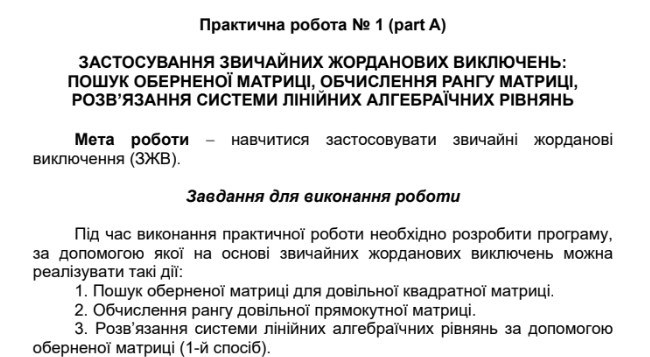 Практична робота № 1 (part A)
ЗАСТОСУВАННЯ ЗВИЧАЙНИХ ЖОРДАНОВИХ ВИКЛЮЧЕНЬ:
ПОШУК ОБЕРНЕНОЇ МАТРИЦІ, ОБЧИСЛЕННЯ РАНГУ МАТРИЦІ,
РОЗВ’ЯЗАННЯ СИСТЕМИ ЛІНІЙНИХ АЛГЕБРАЇЧНИХ РІВНЯНЬ
Мета роботи – навчитися застосовувати звичайні жорданові
виключення (ЗЖВ).
Завдання для виконання роботи
Під час виконання практичної роботи необхідно розробити програму,
за допомогою якої на основі звичайних жорданових виключень можна
реалізувати такі дії:
1. Пошук оберненої матриці для довільної квадратної матриці.
2. Обчислення рангу довільної прямокутної матриці.
3. Розв’язання системи лінійних алгебраїчних рівнянь за допомогою
оберненої матриці (1-й спосіб).